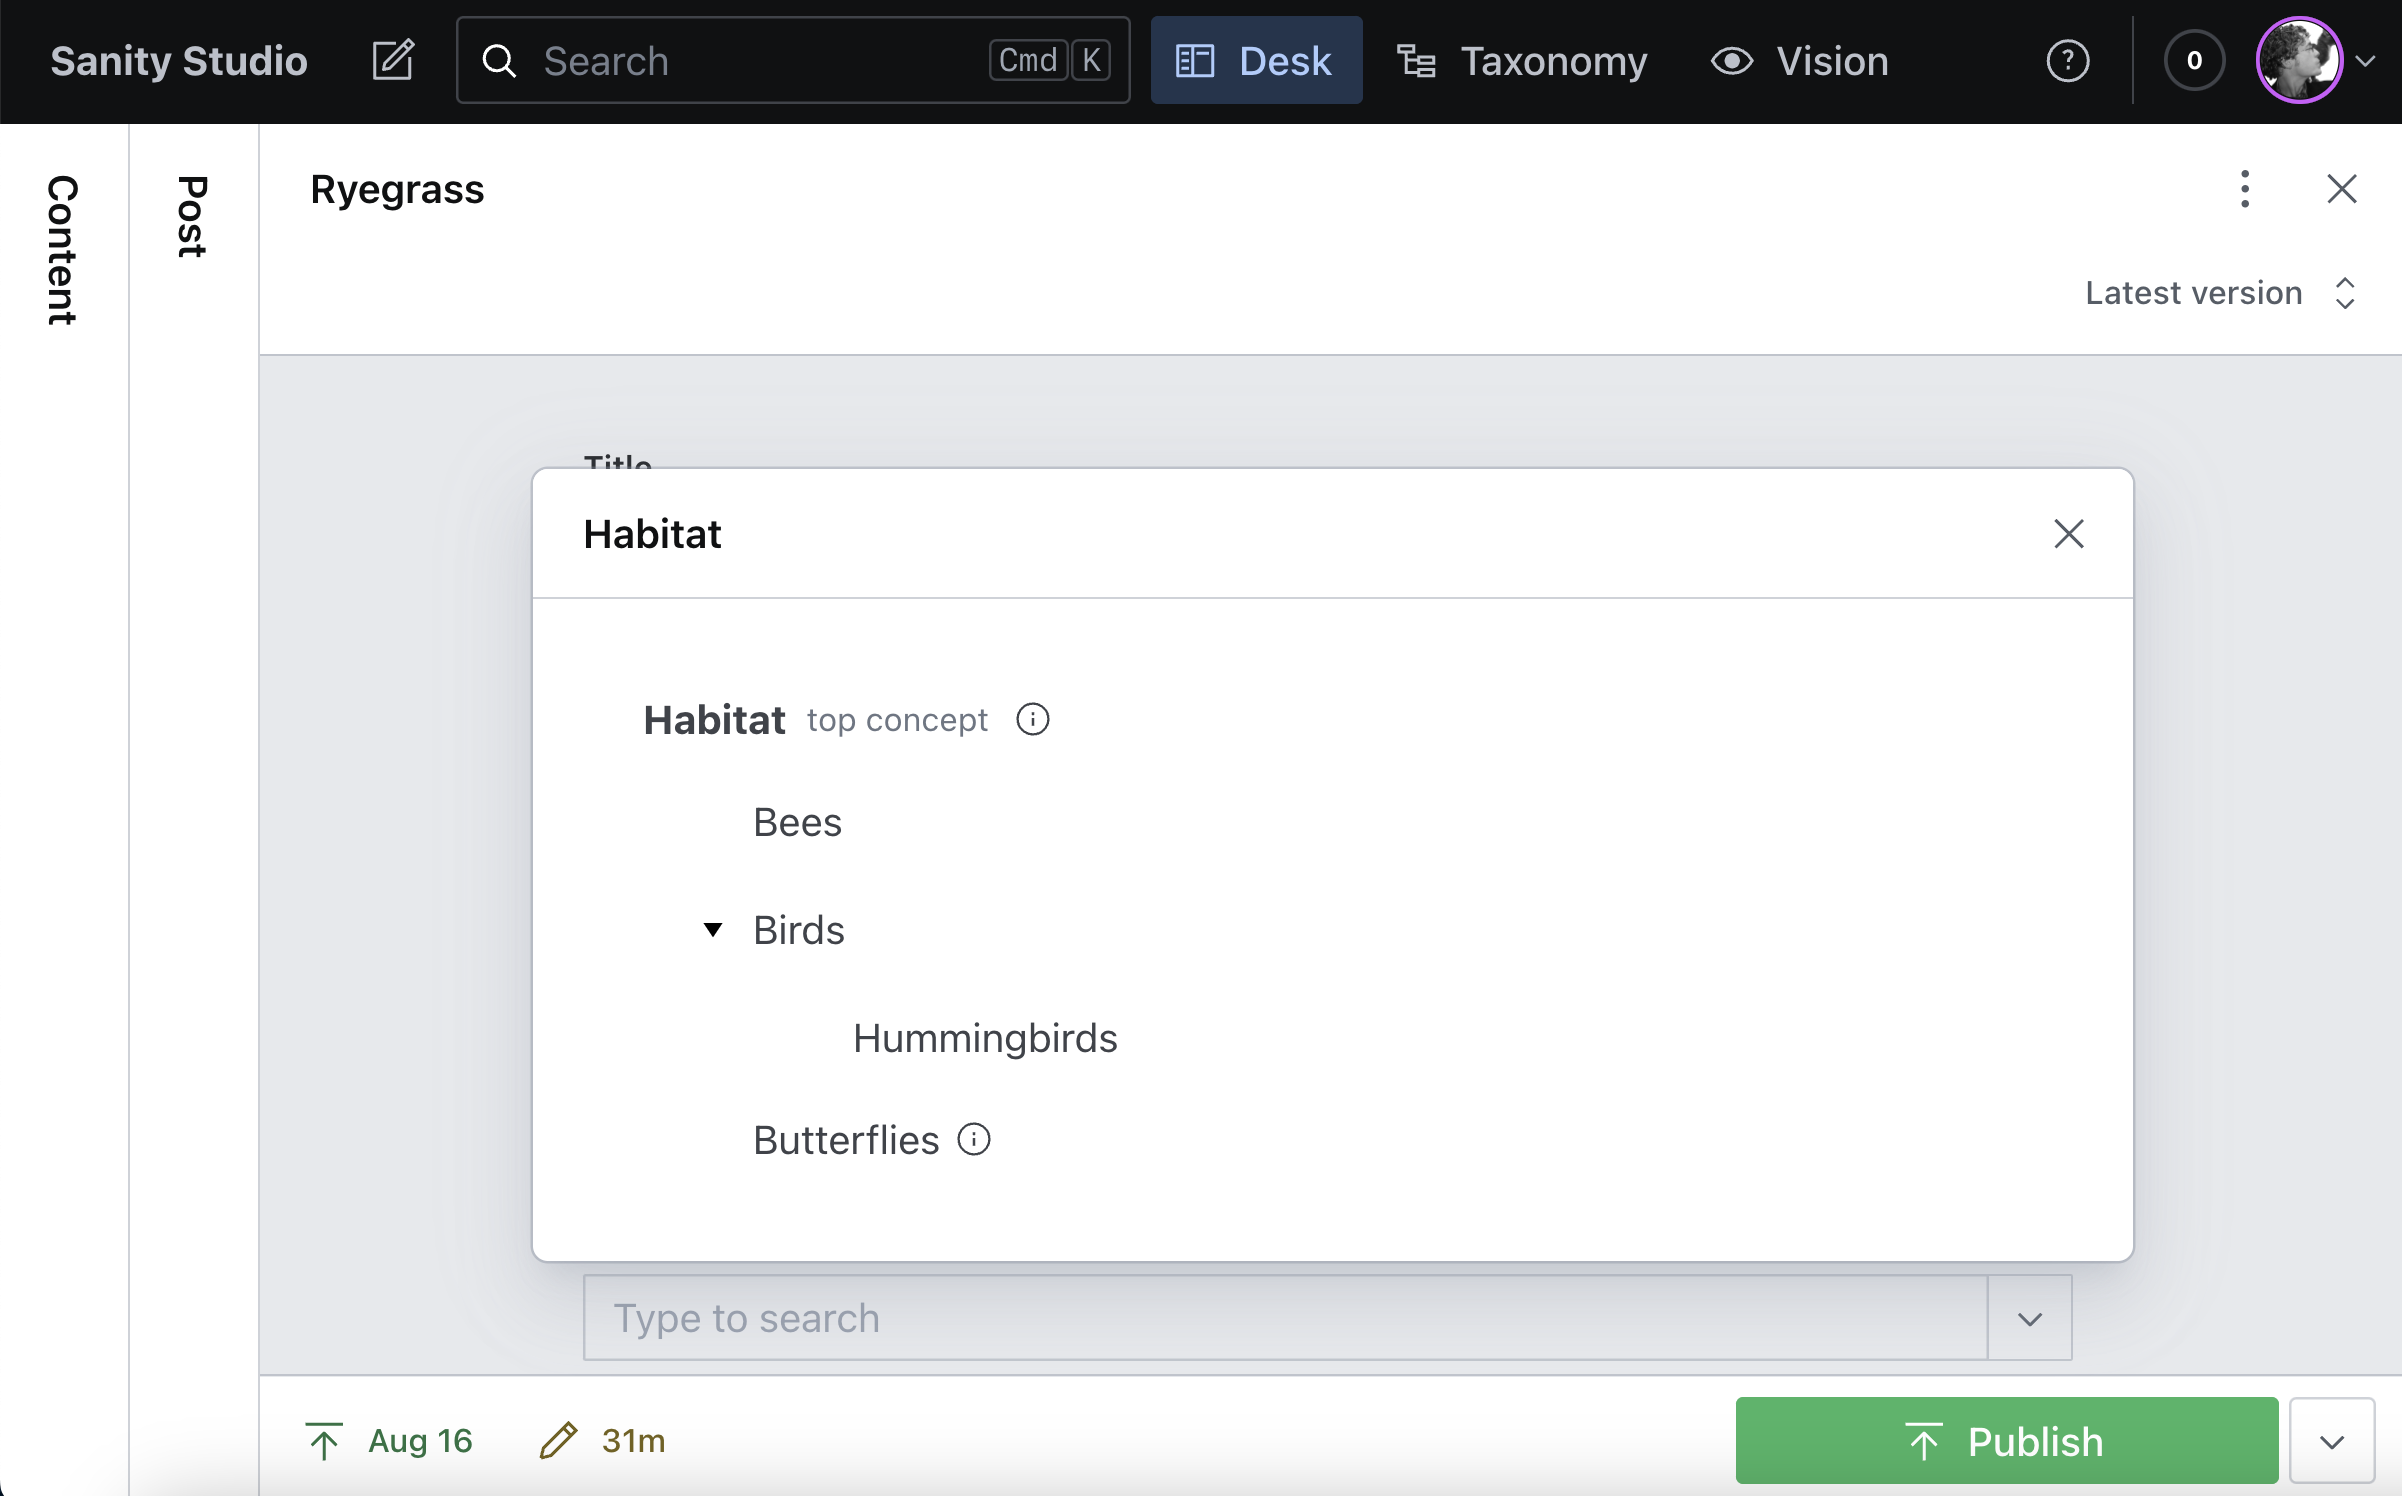 Sanity Studio
Search
Cmd K
Desk
Taxonomy
Vision
0
Content
Post
Ryegrass
Latest version
Title
Habitat
Habitat top concept
Bees
Birds
Hummingbirds
Butterflies
Type to search
Aug 16
31m
Publish